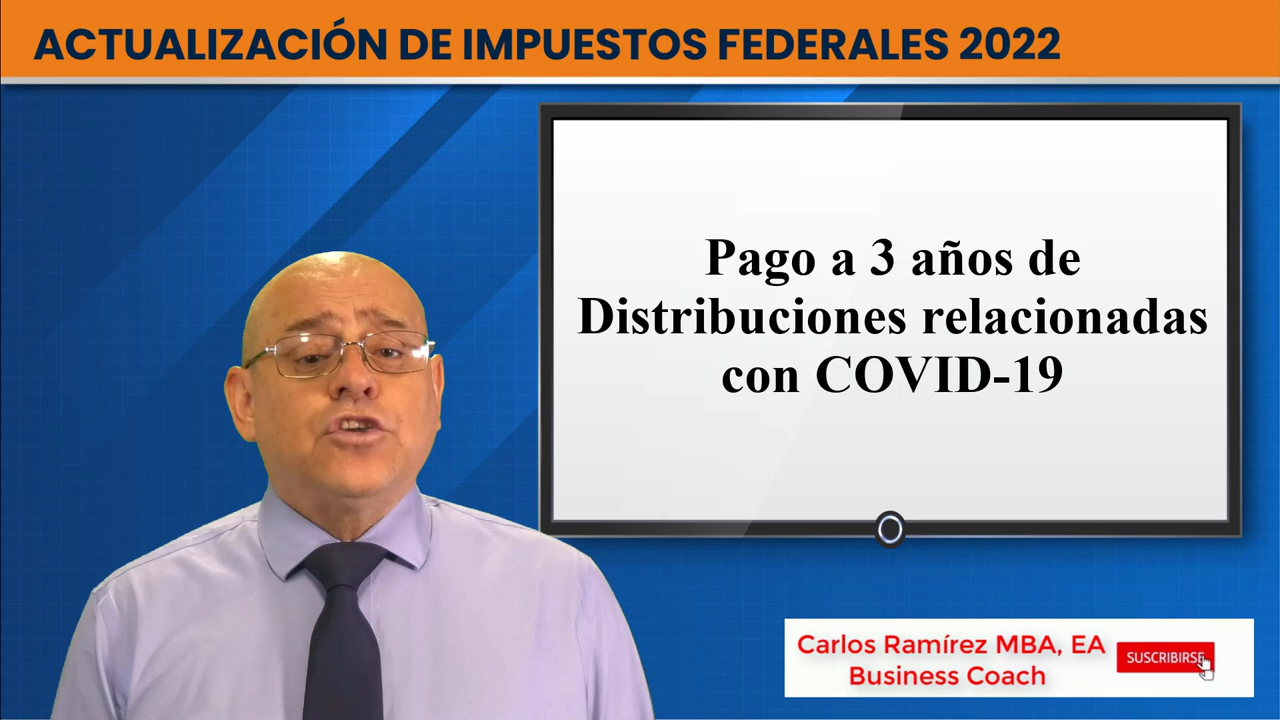 ACTUALIZACIÓN DE IMPUESTOS FEDERALES 2022
Pago a 3 años de
Distribuciones relacionadas
con COVID-19
Carlos Ramírez MBA, EA
Business Coach
SUSCRIBIRSE